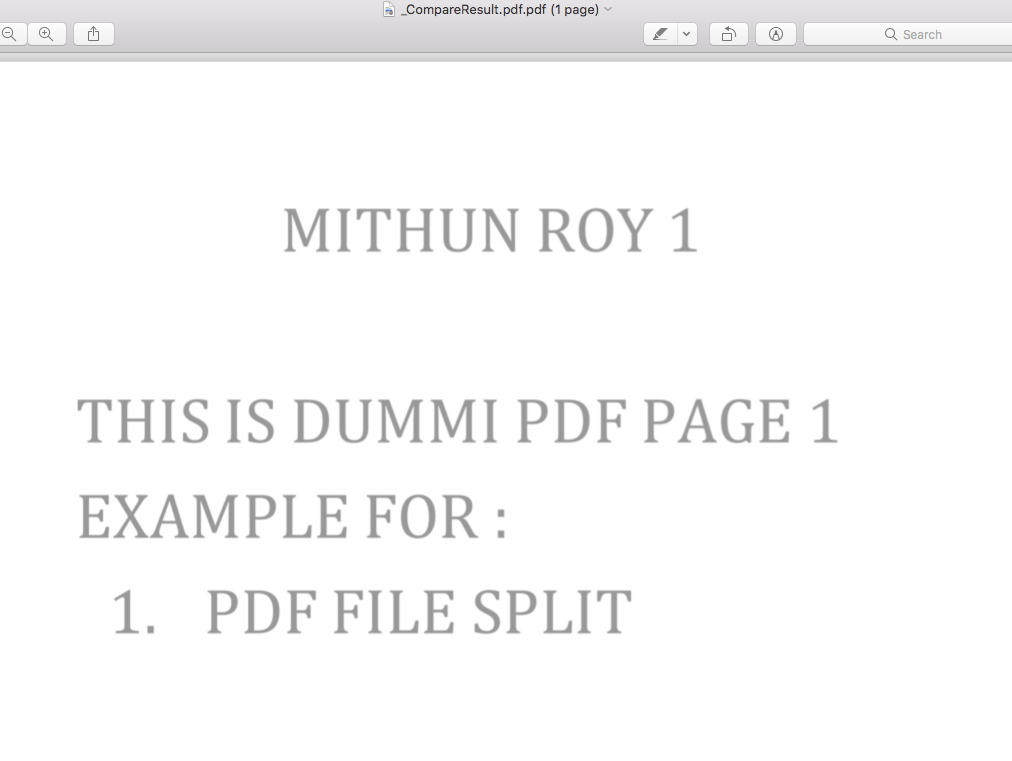 _CompareResult.pdf.pdf (1 page)
Search
MITHUN ROY 1
THIS IS DUMMI PDF PAGE 1
EXAMPLE FOR :
1. PDF FILE SPLIT